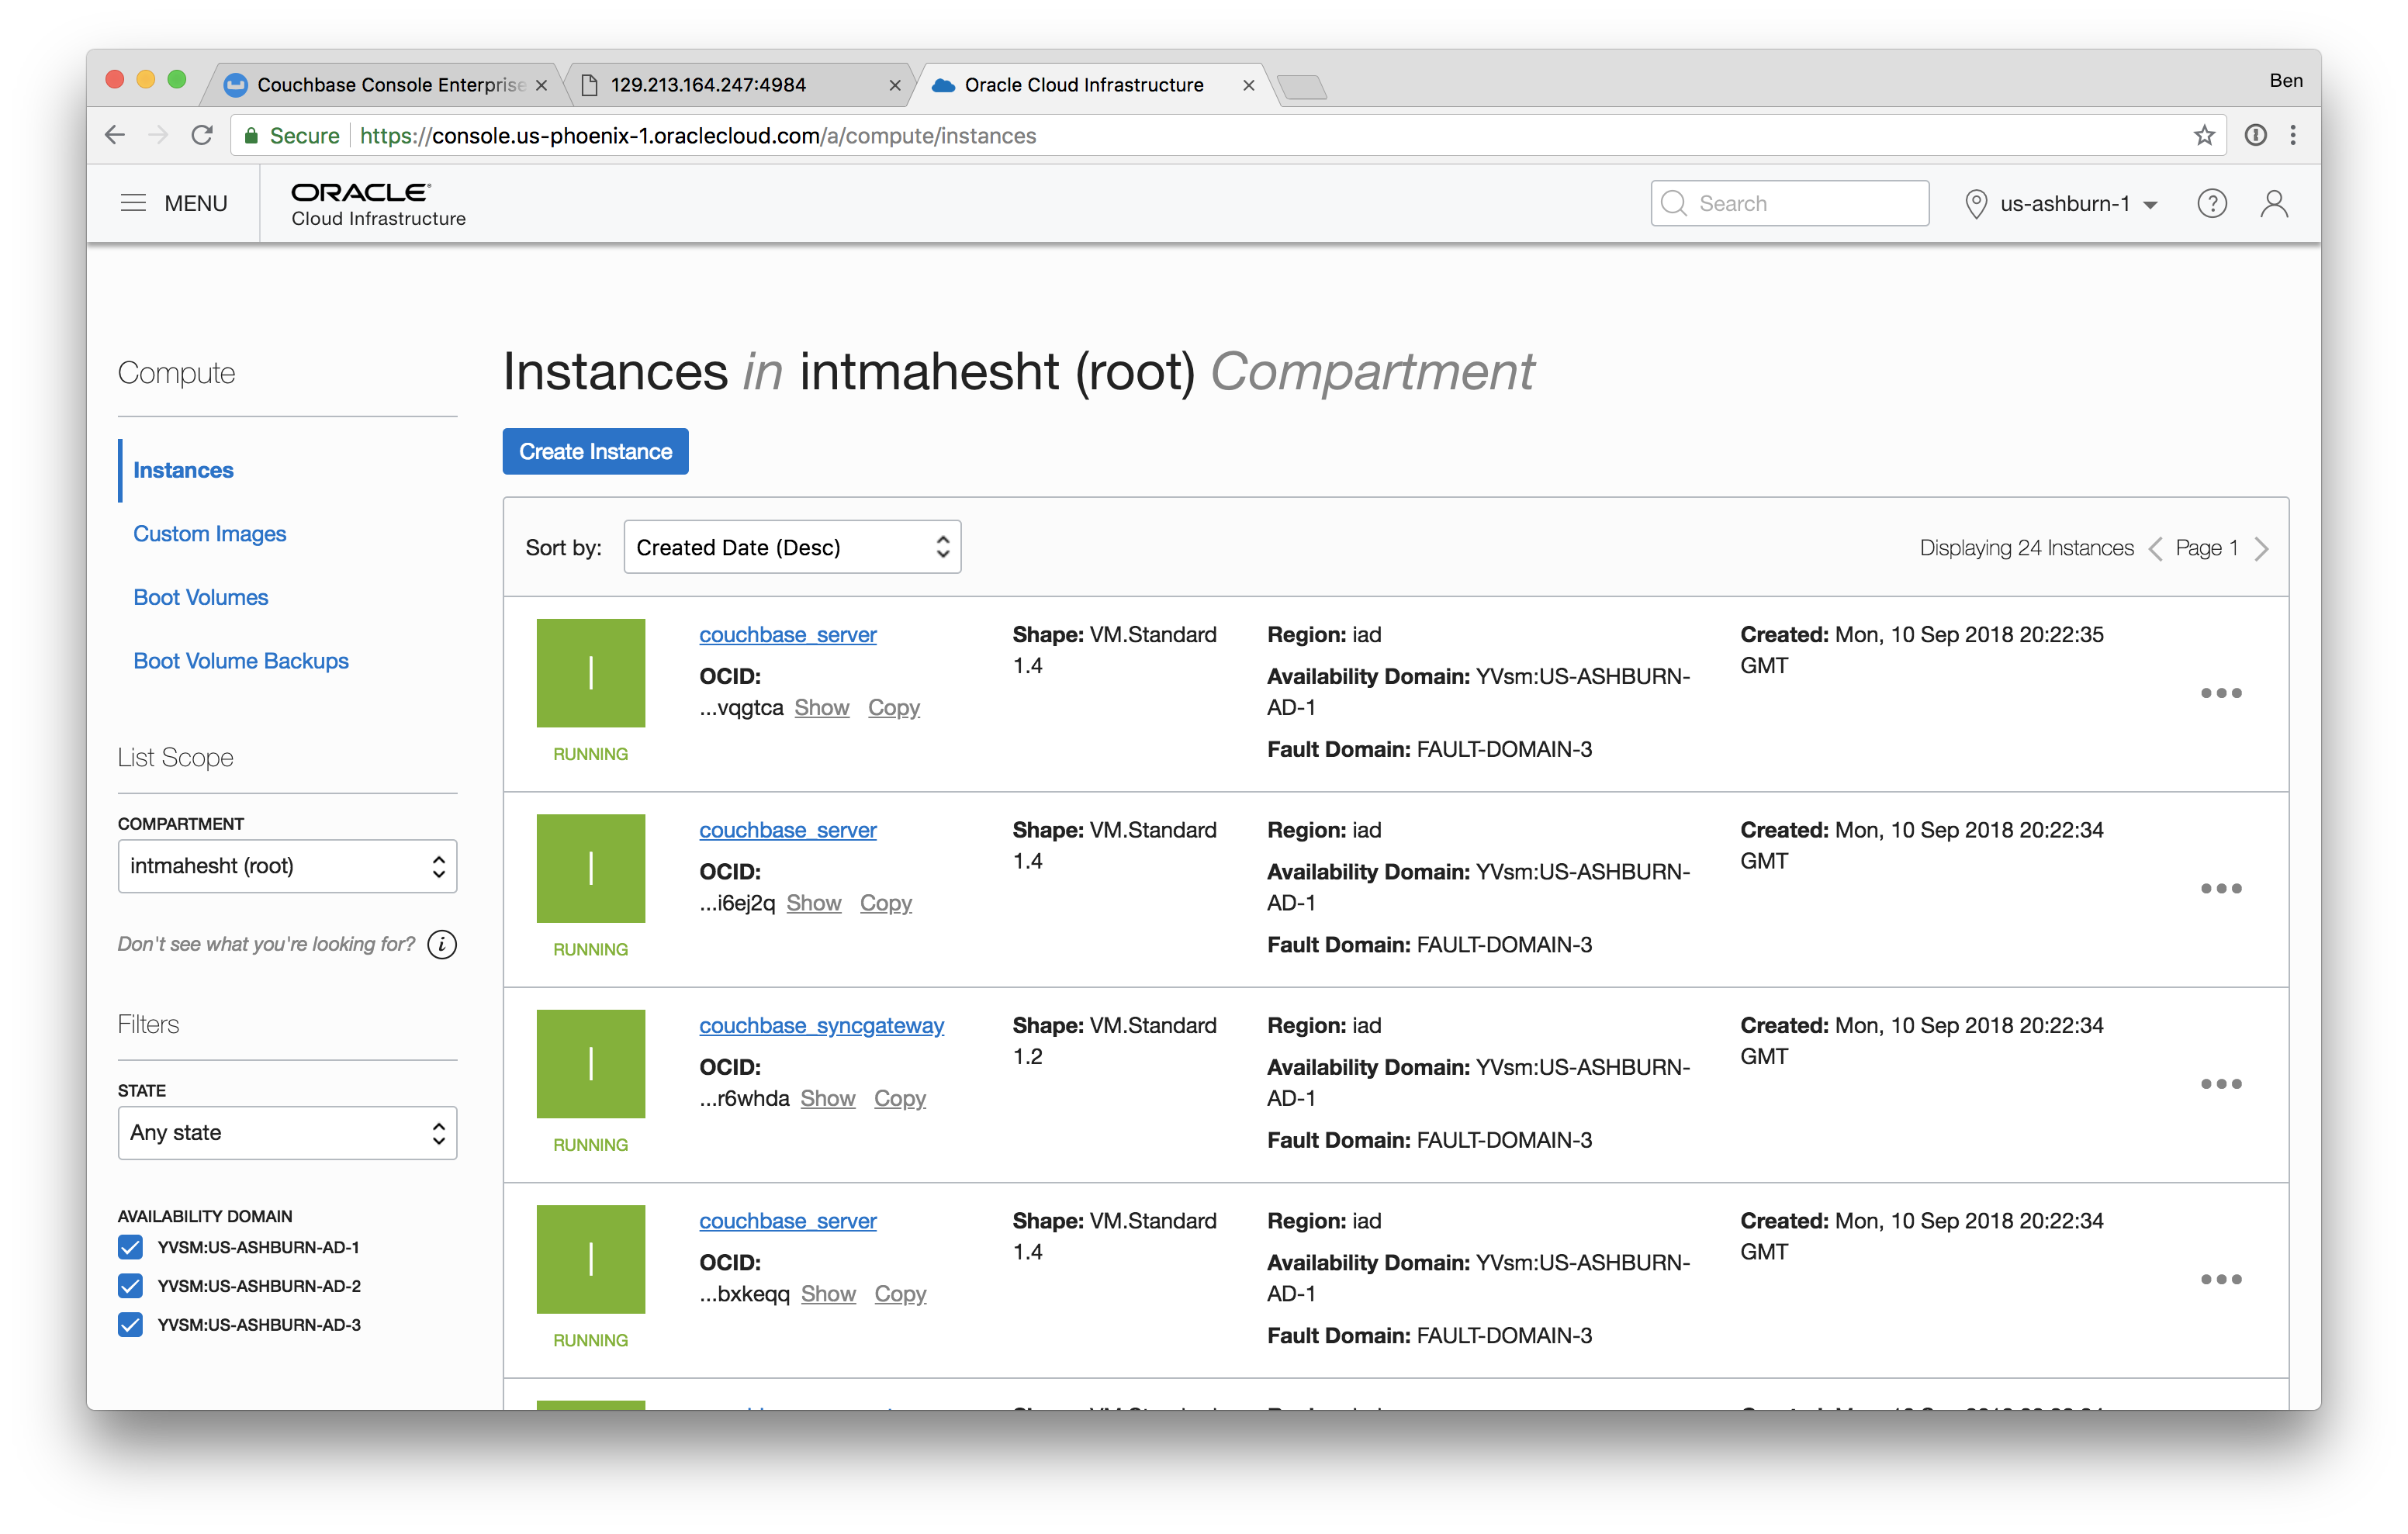 Couchbase Console Enterprise
129.213.164.247:4984
Oracle Cloud Infrastructure
Ben
Secure
https://console.us-phoenix-1.oraclecloud.com/a/compute/instances
MENU
ORACLE
Cloud Infrastructure
Search
us-ashburn-1
Compute
Instances
Custom Images
Boot Volumes
Boot Volume Backups
List Scope
COMPARTMENT
intmahesht (root)
Don't see what you're looking for?
Filters
STATE
Any state
AVAILABILITY DOMAIN
YVSM:US-ASHBURN-AD-1
YVSM:US-ASHBURN-AD-2
YVSM:US-ASHBURN-AD-3
Instances in intmahesht (root) Compartment
Create Instance
Sort by: Created Date (Desc)
Displaying 24 Instances Page 1
I
RUNNING
couchbase_server
OCID:
...vqgtca Show Copy
Shape: VM.Standard
1.4
Region: iad
Availability Domain: YVsm:US-ASHBURN-
AD-1
Fault Domain: FAULT-DOMAIN-3
Created: Mon, 10 Sep 2018 20:22:35
GMT
I
RUNNING
couchbase_server
OCID:
...i6ej2q Show Copy
Shape: VM.Standard
1.4
Region: iad
Availability Domain: YVsm:US-ASHBURN-
AD-1
Fault Domain: FAULT-DOMAIN-3
Created: Mon, 10 Sep 2018 20:22:34
GMT
I
RUNNING
couchbase_syncgateway
OCID:
...r6whda Show Copy
Shape: VM.Standard
1.2
Region: iad
Availability Domain: YVsm:US-ASHBURN-
AD-1
Fault Domain: FAULT-DOMAIN-3
Created: Mon, 10 Sep 2018 20:22:34
GMT
I
RUNNING
couchbase_server
OCID:
...bxkeqq Show Copy
Shape: VM.Standard
1.4
Region: iad
Availability Domain: YVsm:US-ASHBURN-
AD-1
Fault Domain: FAULT-DOMAIN-3
Created: Mon, 10 Sep 2018 20:22:34
GMT